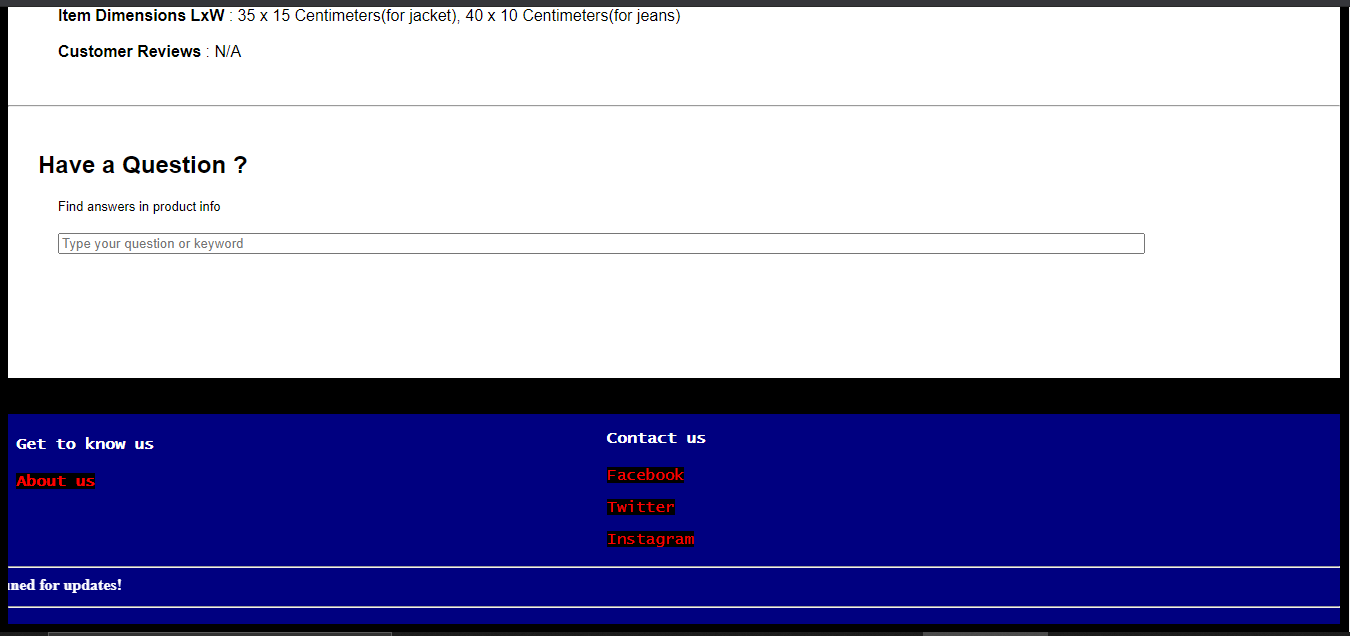 Item Dimensions LxW : 35 x 15 Centimeters(for jacket), 40 x 10 Centimeters(for jeans)
Customer Reviews : N/A
Have a Question ?
Find answers in product info
Type your question or keyword
Get to know us
About us
Contact us
Facebook
Twitter
Instagram
for updates!